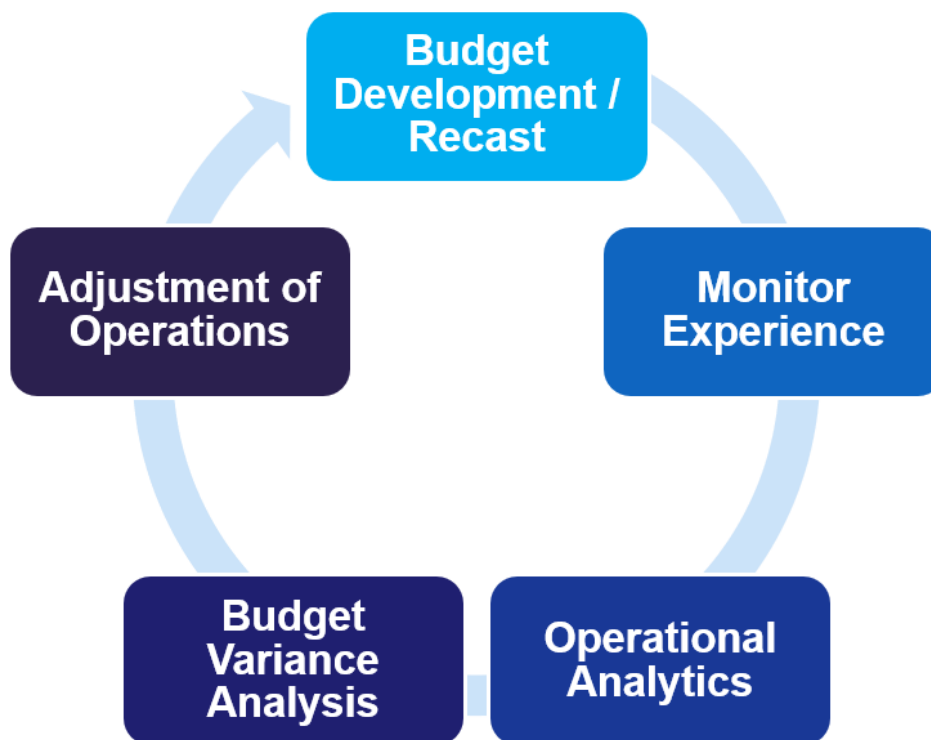 Budget
Development /
Recast
Monitor
Experience
Operational
Analytics
Budget
Variance
Analysis
Adjustment of
Operations